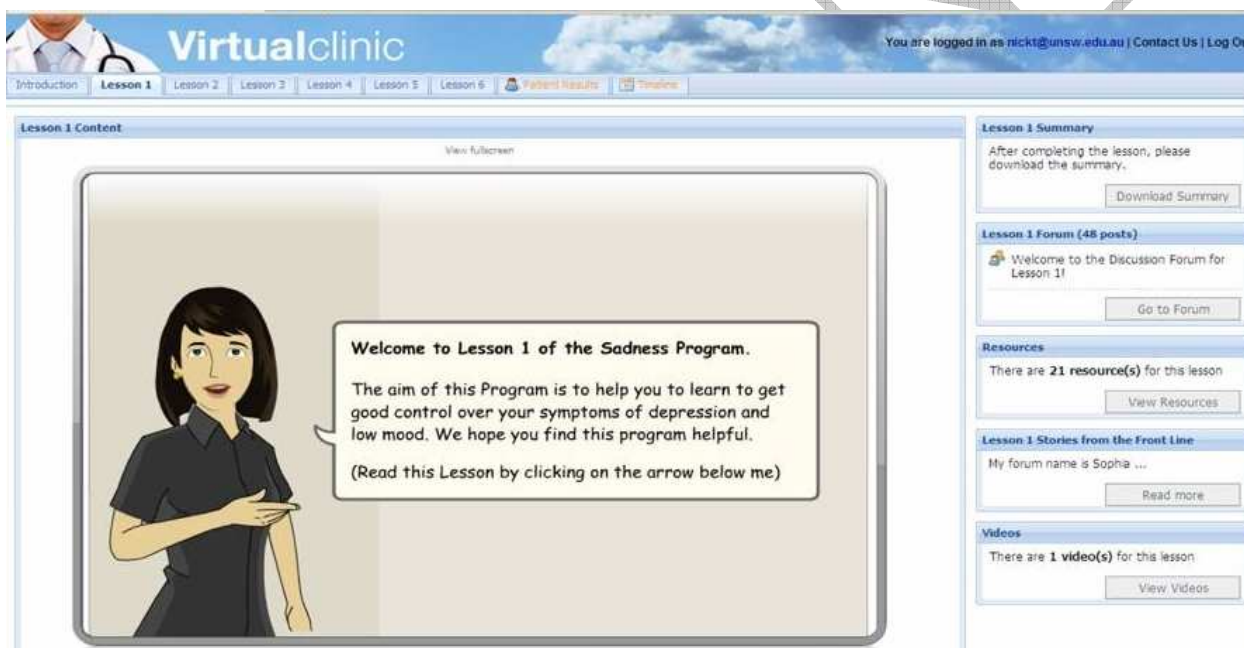 Virtualclinic
You are logged in as nickt@unsw.edu.au | Contact Us | Log Ou
Introduction Lesson 1 Lesson 2 Lesson 3 Lesson 4 Lesson 5 Lesson 6 Patient Results Timeline
Lesson 1 Content
View fullscreen
Welcome to Lesson 1 of the Sadness Program.
The aim of this Program is to help you to learn to get
good control over your symptoms of depression and
low mood. We hope you find this program helpful.
(Read this Lesson by clicking on the arrow below me)
Lesson 1 Summary
After completing the lesson, please
download the summary.
Download Summary
Lesson 1 Forum (48 posts)
Welcome to the Discussion Forum for
Lesson 1!
Go to Forum
Resources
There are 21 resource(s) for this lesson
View Resources
Lesson 1 Stories from the Front Line
My forum name is Sophia ...
Read more
Videos
There are 1 video(s) for this lesson
View Videos